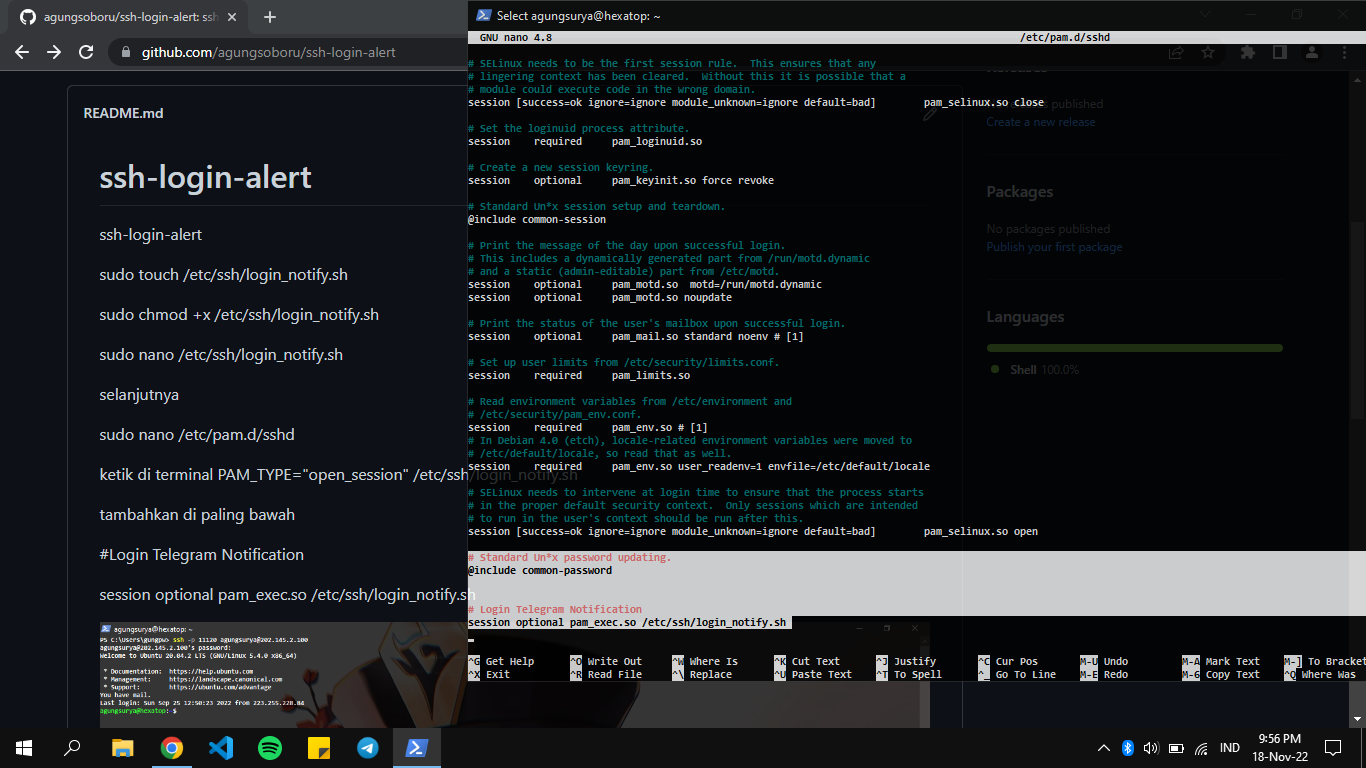 agungsoboru/ssh-login-alert: ssh
github.com/agungsoboru/ssh-login-alert
README.md
ssh-login-alert
ssh-login-alert
sudo touch /etc/ssh/login_notify.sh
sudo chmod +x /etc/ssh/login_notify.sh
sudo nano /etc/ssh/login_notify.sh
selanjutnya
sudo nano /etc/pam.d/sshd
ketik di terminal PAM_TYPE="open_session" /etc/ssh/login_notify.sh
tambahkan di paling bawah
#Login Telegram Notification
session optional pam_exec.so /etc/ssh/login_notify.sh
agungsurya@hexatop: ~
PS C:\Users\gungpw> ssh -p 11120 agungsurya@202.145.2.100
agungsurya@202.145.2.100's password:
Welcome to Ubuntu 20.04.2 LTS (GNU/Linux 5.4.0 x86_64)
* Documentation: https://help.ubuntu.com
* Management: https://landscape.canonical.com
* Support: https://ubuntu.com/advantage
You have mail.
Last login: Sun Sep 25 12:50:23 2022 from 223.255.228.84
agungsurya@hexatop: $
Select agungsurya@hexatop: ~
GNU nano 4.8 /etc/pam.d/sshd
# SELinux needs to be the first session rule.  This ensures that any
# lingering context has been cleared.  Without this it is possible that a
# module could execute code in the wrong domain.
session [success=ok ignore=ignore module_unknown=ignore default=bad]        pam_selinux.so close
# Set the loginuid process attribute.
session    required     pam_loginuid.so
# Create a new session keyring.
session    optional     pam_keyinit.so force revoke
# Standard Un*x session setup and teardown.
@include common-session
# Print the message of the day upon successful login.
# This includes a dynamically generated part from /run/motd.dynamic
# and a static (admin-editable) part from /etc/motd.
session    optional     pam_motd.so  motd=/run/motd.dynamic
session    optional     pam_motd.so noupdate
# Print the status of the user's mailbox upon successful login.
session    optional     pam_mail.so standard noenv # [1]
# Set up user limits from /etc/security/limits.conf.
session    required     pam_limits.so
# Read environment variables from /etc/environment and
# /etc/security/pam_env.conf.
session    required     pam_env.so # [1]
# In Debian 4.0 (etch), locale-related environment variables were moved to
# /etc/default/locale, so read that as well.
session    required     pam_env.so user_readenv=1 envfile=/etc/default/locale
# SELinux needs to intervene at login time to ensure that the process starts
# in the proper default security context.  Only sessions which are intended
# to run in the user's context should be run after this.
session [success=ok ignore=ignore module_unknown=ignore default=bad]        pam_selinux.so open
# Standard Un*x password updating.
@include common-password
# Login Telegram Notification
session optional pam_exec.so /etc/ssh/login_notify.sh
^G Get Help ^O Write Out ^W Where Is ^K Cut Text ^J Justify ^C Cur Pos M-U Undo M-A Mark Text M-] To Bracket
^X Exit ^R Read File ^\ Replace ^U Paste Text ^T To Spell ^_ Go To Line M-E Redo M-6 Copy Text ^Q Where Was
published
Create a new release
Packages
No packages published
Publish your first package
Languages
Shell 100.0%
IND
9:56 PM
18-Nov-22